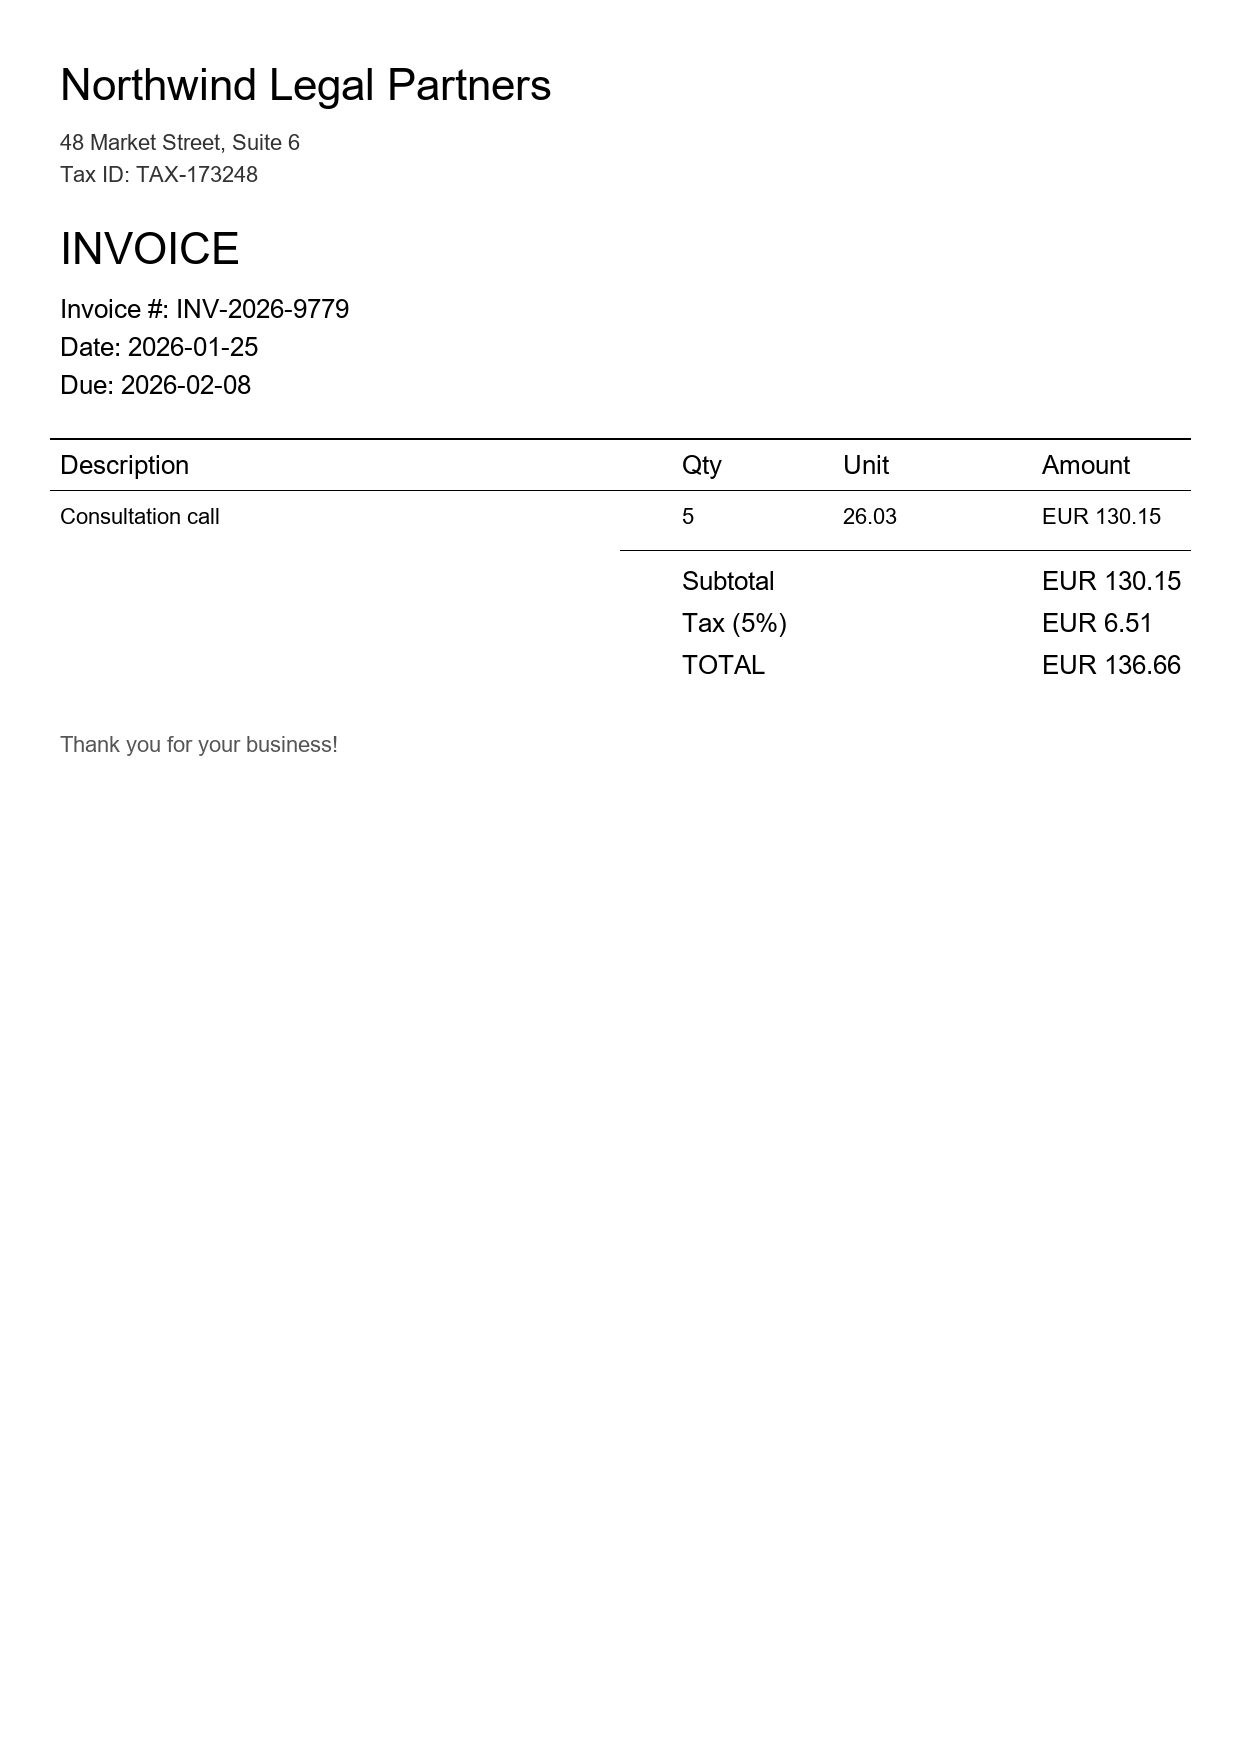 Northwind Legal Partners
48 Market Street, Suite 6
Tax ID: TAX-173248
INVOICE
Invoice #: INV-2026-9779
Date: 2026-01-25
Due: 2026-02-08
Description Qty Unit Amount
Consultation call 5 26.03 EUR 130.15
Subtotal EUR 130.15
Tax (5%) EUR 6.51
TOTAL EUR 136.66
Thank you for your business!